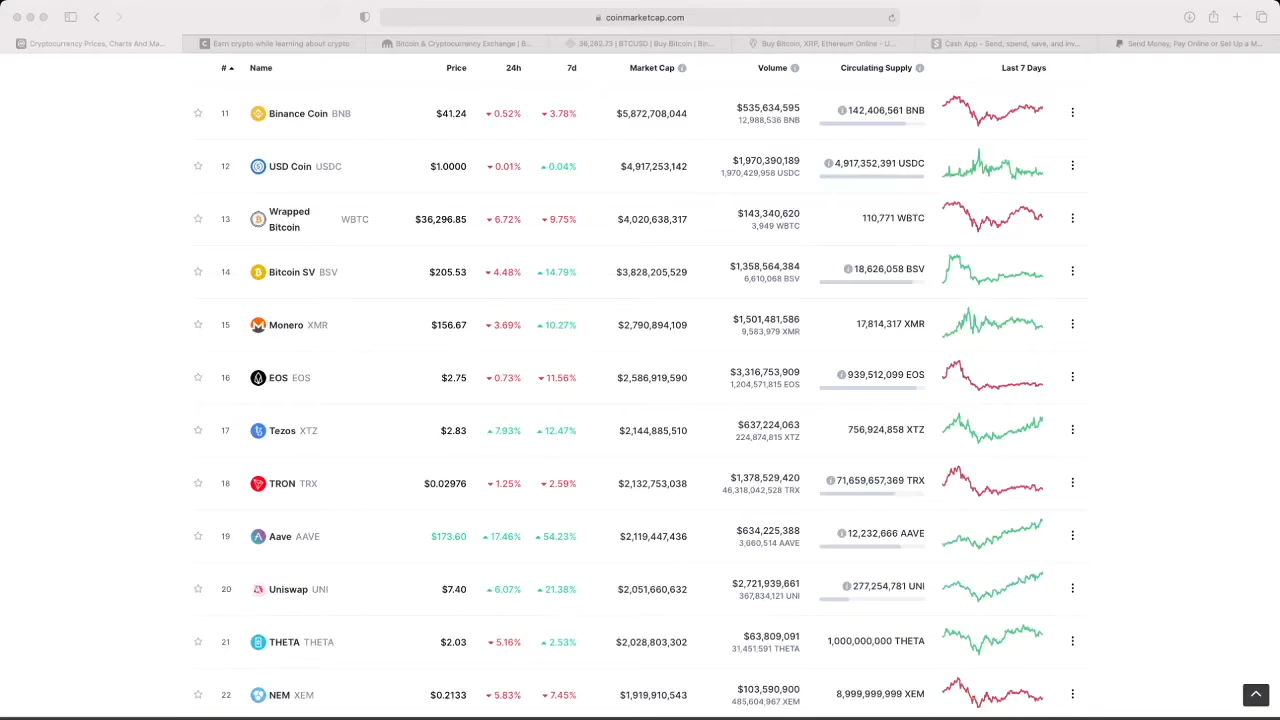 coinmarketcap.com
Cryptocurrency Prices, Charts And Ma...
Earn crypto while learning about crypto
Bitcoin & Cryptocurrency Exchange | B...
36,282.73 | BTCUSD | Buy Bitcoin | Bin...
Buy Bitcoin, XRP, Ethereum Online - U...
Cash App - Send, spend, save, and inv...
Send Money, Pay Online or Set Up a M...
# Name Price 24h 7d Market Cap Volume Circulating Supply Last 7 Days
11 Binance Coin BNB $41.24 0.52% 3.78% $5,872,708,044 $535,634,595 142,406,561 BNB
12,988,536 BNB
12 USD Coin USDC $1.0000 0.01% 0.04% $4,917,253,142 $1,970,390,189 4,917,352,391 USDC
1,970,429,958 USDC
13 Wrapped Bitcoin WBTC $36,296.85 6.72% 9.75% $4,020,638,317 $143,340,620 110,771 WBTC
3,949 WBTC
14 Bitcoin SV BSV $205.53 4.48% 14.79% $3,828,205,529 $1,358,564,384 18,626,058 BSV
6,610,068 BSV
15 Monero XMR $156.67 3.69% 10.27% $2,790,894,109 $1,501,481,586 17,814,317 XMR
9,583,979 XMR
16 EOS EOS $2.75 0.73% 11.56% $2,586,919,590 $3,316,753,909 939,512,099 EOS
1,204,571,815 EOS
17 Tezos XTZ $2.83 7.93% 12.47% $2,144,885,510 $637,224,063 756,924,858 XTZ
224,874,815 XTZ
18 TRON TRX $0.02976 1.25% 2.59% $2,132,753,038 $1,378,529,420 71,659,657,369 TRX
46,318,042,528 TRX
19 Aave AAVE $173.60 17.46% 54.23% $2,119,447,436 $634,225,388 12,232,666 AAVE
3,660,514 AAVE
20 Uniswap UNI $7.40 6.07% 21.38% $2,051,660,632 $2,721,939,661 277,254,781 UNI
367,834,121 UNI
21 THETA THETA $2.03 5.16% 2.53% $2,028,803,302 $63,809,091 1,000,000,000 THETA
31,451,591 THETA
22 NEM XEM $0.2133 5.83% 7.45% $1,919,910,543 $103,590,900 8,999,999,999 XEM
485,604,967 XEM